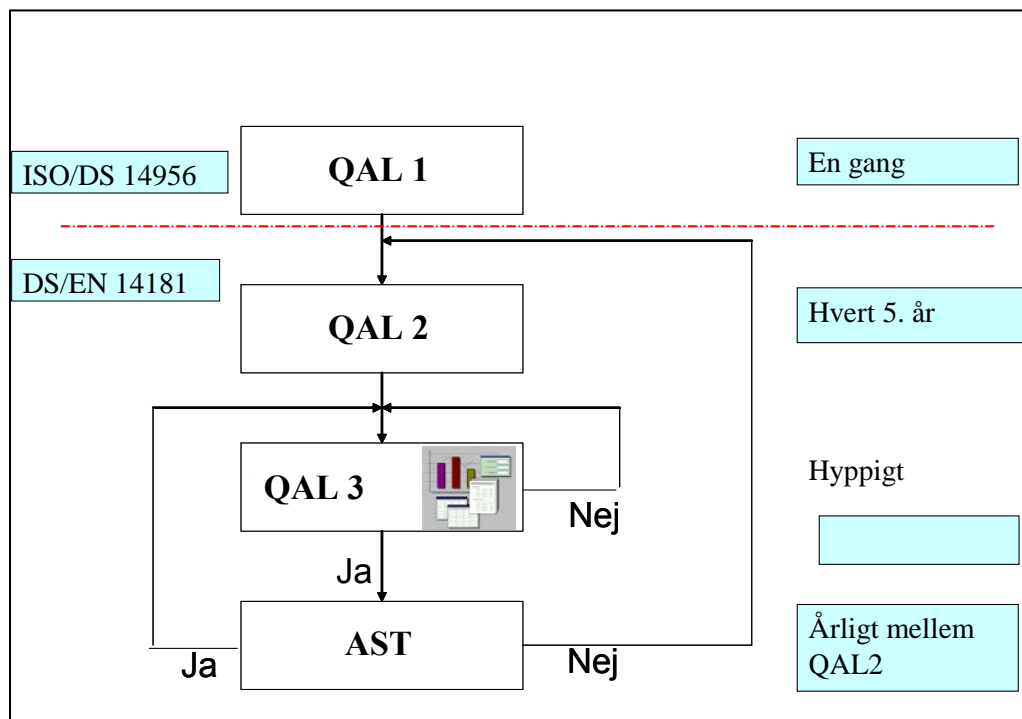 QAL 1
ISO/DS 14956
En gang
DS/EN 14181
QAL 2
Hvert 5. år
QAL 3
Hyppigt
Nej
Ja
AST
Årligt mellem
QAL2
Ja
Nej